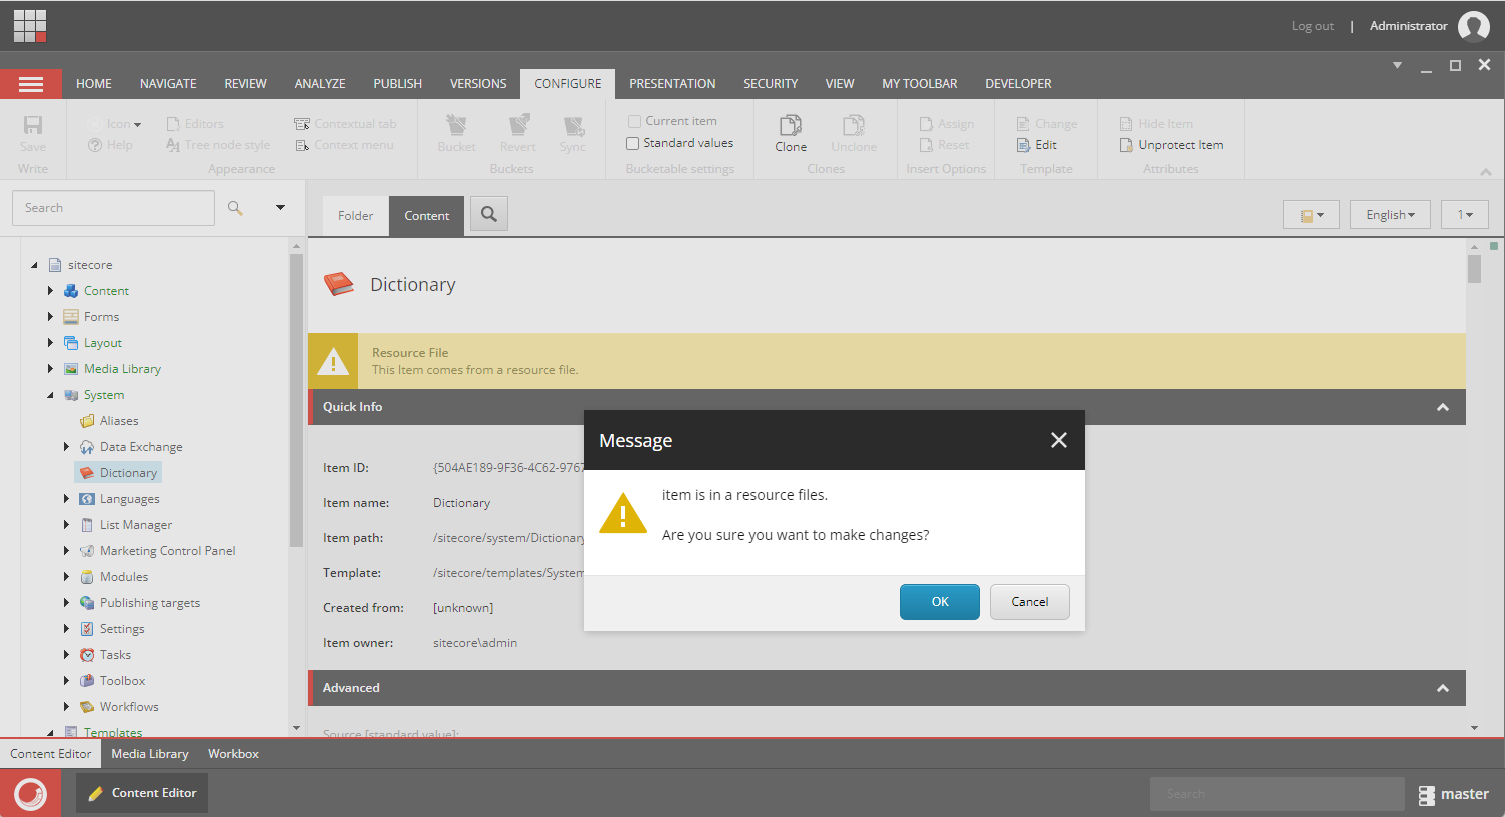 Log out | Administrator
HOME NAVIGATE REVIEW ANALYZE PUBLISH VERSIONS CONFIGURE PRESENTATION SECURITY VIEW MY TOOLBAR DEVELOPER
Save
Write
Icon
Help
Editors
Tree node style
Contextual tab
Context menu
Appearance
Bucket
Revert
Sync
Buckets
Current item
Standard values
Bucketable settings
Clone
Unclone
Clones
Assign
Reset
Insert Options
Change
Edit
Template
Hide Item
Unprotect Item
Attributes
Search
Folder
Content
English
1
sitecore
Content
Forms
Layout
Media Library
System
Aliases
Data Exchange
Dictionary
Languages
List Manager
Marketing Control Panel
Modules
Publishing targets
Settings
Tasks
Toolbox
Workflows
Templates
Dictionary
Resource File
This Item comes from a resource file.
Quick Info
Item ID: {504AE189-9F36-4C62-9767
Item name: Dictionary
Item path: /sitecore/system/Dictionary
Template: /sitecore/templates/System
Created from: [unknown]
Item owner: sitecore\admin
Advanced
Source [standard value]:
Message
item is in a resource files.
Are you sure you want to make changes?
OK
Cancel
Content Editor Media Library Workbox
Content Editor
Search
master